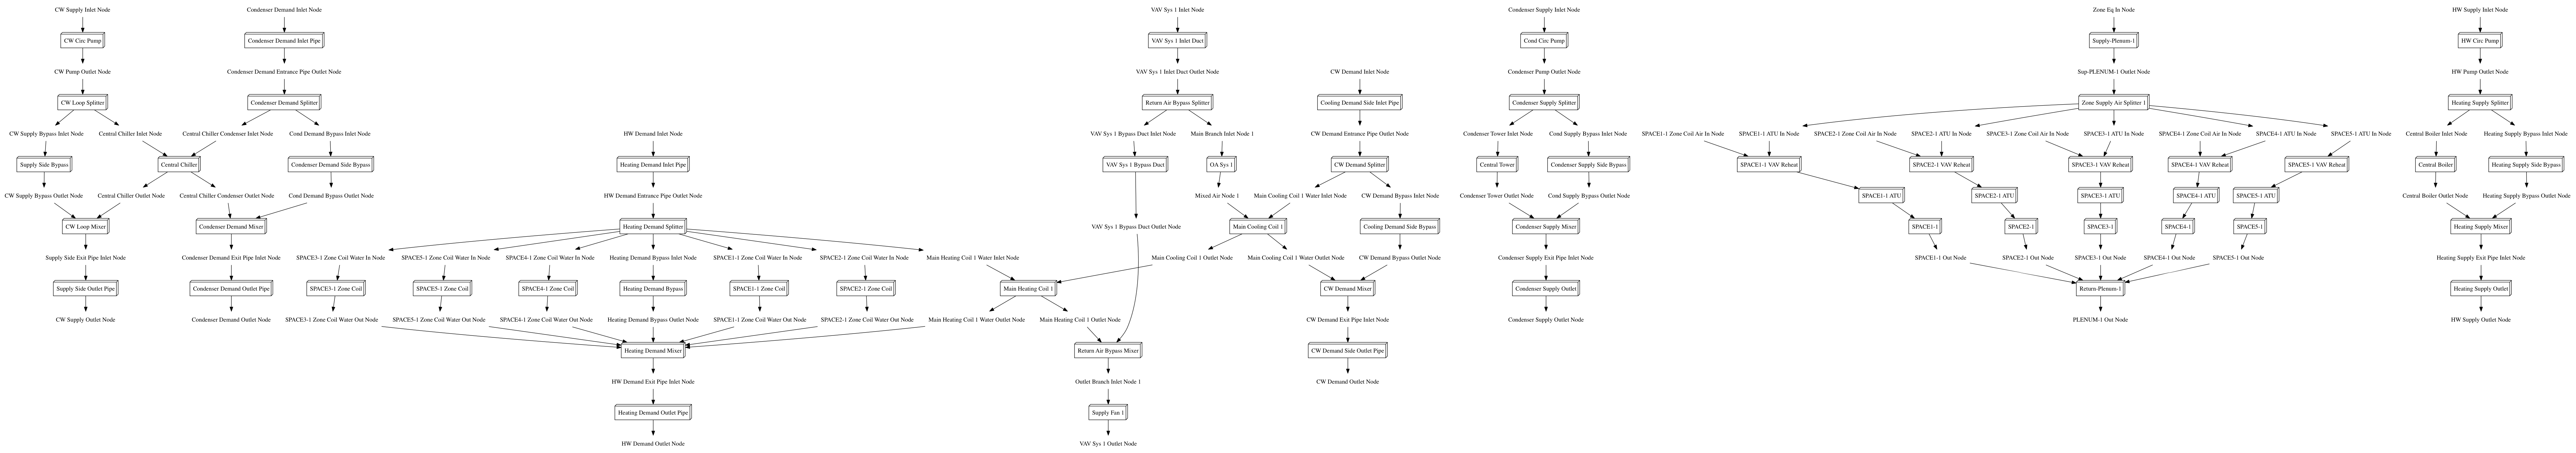 CW Supply Inlet Node
Condenser Demand Inlet Node
VAV Sys 1 Inlet Node
Condenser Supply Inlet Node
Zone Eq In Node
HW Supply Inlet Node
CW Circ Pump
Condenser Demand Inlet Pipe
VAV Sys 1 Inlet Duct
Cond Circ Pump
Supply-Plenum-1
HW Circ Pump
CW Pump Outlet Node
Condenser Demand Entrance Pipe Outlet Node
VAV Sys 1 Inlet Duct Outlet Node
CW Demand Inlet Node
Condenser Pump Outlet Node
Sup-PLENUM-1 Outlet Node
HW Pump Outlet Node
CW Loop Splitter
Condenser Demand Splitter
Return Air Bypass Splitter
Cooling Demand Side Inlet Pipe
Condenser Supply Splitter
Zone Supply Air Splitter 1
Heating Supply Splitter
CW Supply Bypass Inlet Node
Central Chiller Inlet Node
Central Chiller Condenser Inlet Node
Cond Demand Bypass Inlet Node
HW Demand Inlet Node
VAV Sys 1 Bypass Duct Inlet Node
Main Branch Inlet Node 1
CW Demand Entrance Pipe Outlet Node
Condenser Tower Inlet Node
Cond Supply Bypass Inlet Node
SPACE1-1 Zone Coil Air In Node
SPACE1-1 ATU In Node
SPACE2-1 Zone Coil Air In Node
SPACE2-1 ATU In Node
SPACE3-1 Zone Coil Air In Node
SPACE3-1 ATU In Node
SPACE4-1 Zone Coil Air In Node
SPACE4-1 ATU In Node
SPACE5-1 ATU In Node
Central Boiler Inlet Node
Heating Supply Bypass Inlet Node
Supply Side Bypass
Central Chiller
Condenser Demand Side Bypass
Heating Demand Inlet Pipe
VAV Sys 1 Bypass Duct
OA Sys 1
CW Demand Splitter
Central Tower
Condenser Supply Side Bypass
SPACE1-1 VAV Reheat
SPACE2-1 VAV Reheat
SPACE3-1 VAV Reheat
SPACE4-1 VAV Reheat
SPACE5-1 VAV Reheat
Central Boiler
Heating Supply Side Bypass
CW Supply Bypass Outlet Node
Central Chiller Outlet Node
Central Chiller Condenser Outlet Node
Cond Demand Bypass Outlet Node
HW Demand Entrance Pipe Outlet Node
Mixed Air Node 1
Main Cooling Coil 1 Water Inlet Node
CW Demand Bypass Inlet Node
Condenser Tower Outlet Node
Cond Supply Bypass Outlet Node
SPACE1-1 ATU
SPACE2-1 ATU
SPACE3-1 ATU
SPACE4-1 ATU
SPACE5-1 ATU
Central Boiler Outlet Node
Heating Supply Bypass Outlet Node
CW Loop Mixer
Condenser Demand Mixer
Heating Demand Splitter
VAV Sys 1 Bypass Duct Outlet Node
Main Cooling Coil 1
Cooling Demand Side Bypass
Condenser Supply Mixer
SPACE1-1
SPACE2-1
SPACE3-1
SPACE4-1
SPACE5-1
Heating Supply Mixer
Supply Side Exit Pipe Inlet Node
Condenser Demand Exit Pipe Inlet Node
SPACE3-1 Zone Coil Water In Node
SPACE5-1 Zone Coil Water In Node
SPACE4-1 Zone Coil Water In Node
Heating Demand Bypass Inlet Node
SPACE1-1 Zone Coil Water In Node
SPACE2-1 Zone Coil Water In Node
Main Heating Coil 1 Water Inlet Node
Main Cooling Coil 1 Outlet Node
Main Cooling Coil 1 Water Outlet Node
CW Demand Bypass Outlet Node
Condenser Supply Exit Pipe Inlet Node
SPACE1-1 Out Node
SPACE2-1 Out Node
SPACE3-1 Out Node
SPACE4-1 Out Node
SPACE5-1 Out Node
Heating Supply Exit Pipe Inlet Node
Supply Side Outlet Pipe
Condenser Demand Outlet Pipe
SPACE3-1 Zone Coil
SPACE5-1 Zone Coil
SPACE4-1 Zone Coil
Heating Demand Bypass
SPACE1-1 Zone Coil
SPACE2-1 Zone Coil
Main Heating Coil 1
CW Demand Mixer
Condenser Supply Outlet
Return-Plenum-1
Heating Supply Outlet
CW Supply Outlet Node
Condenser Demand Outlet Node
SPACE3-1 Zone Coil Water Out Node
SPACE5-1 Zone Coil Water Out Node
SPACE4-1 Zone Coil Water Out Node
Heating Demand Bypass Outlet Node
SPACE1-1 Zone Coil Water Out Node
SPACE2-1 Zone Coil Water Out Node
Main Heating Coil 1 Water Outlet Node
Main Heating Coil 1 Outlet Node
CW Demand Exit Pipe Inlet Node
Condenser Supply Outlet Node
PLENUM-1 Out Node
HW Supply Outlet Node
Heating Demand Mixer
Return Air Bypass Mixer
CW Demand Side Outlet Pipe
HW Demand Exit Pipe Inlet Node
Outlet Branch Inlet Node 1
CW Demand Outlet Node
Heating Demand Outlet Pipe
Supply Fan 1
HW Demand Outlet Node
VAV Sys 1 Outlet Node